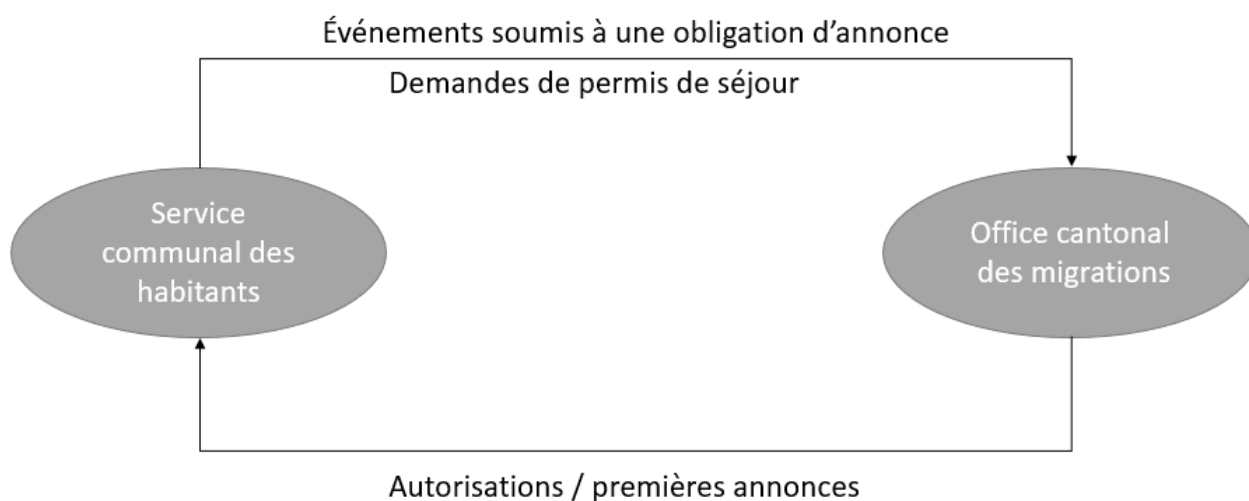 Événements soumis à une obligation d’annonce
Demandes de permis de séjour
Service
communal des
habitants
Office cantonal
des migrations
Autorisations / premières annonces